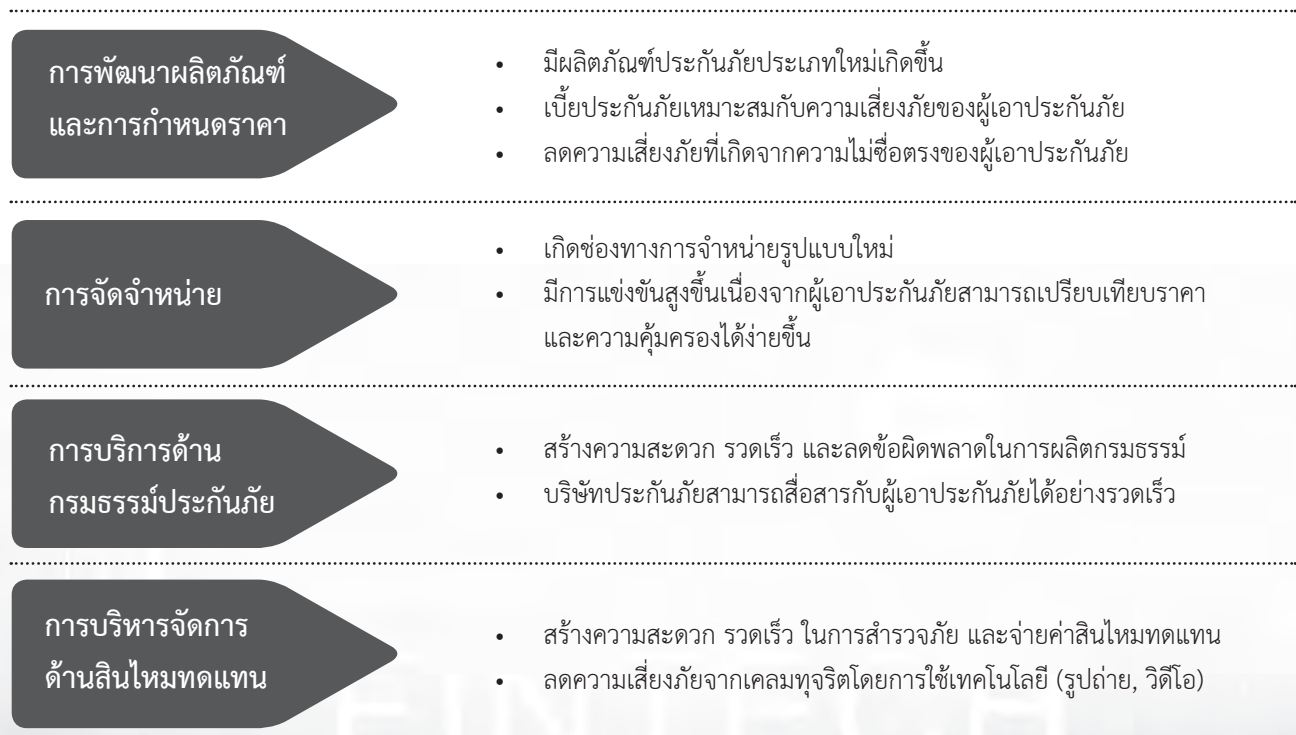 การพัฒนาผลิตภัณฑ์
และการกำหนดราคา
• มีผลิตภัณฑ์ประกันภัยประเภทใหม่เกิดขึ้น
• เบี้ยประกันภัยเหมาะสมกับความเสี่ยงภัยของผู้เอาประกันภัย
• ลดความเสี่ยงภัยที่เกิดจากความไม่ซื่อตรงของผู้เอาประกันภัย
การจัดจำหน่าย
• เกิดช่องทางการจำหน่ายรูปแบบใหม่
• มีการแข่งขันสูงขึ้นเนื่องจากผู้เอาประกันภัยสามารถเปรียบเทียบราคา
และความคุ้มครองได้ง่ายขึ้น
การบริการด้าน
กรมธรรม์ประกันภัย
• สร้างความสะดวก รวดเร็ว และลดข้อผิดพลาดในการผลิตกรมธรรม์
• บริษัทประกันภัยสามารถสื่อสารกับผู้เอาประกันภัยได้อย่างรวดเร็ว
การบริหารจัดการ
ด้านสินไหมทดแทน
• สร้างความสะดวก รวดเร็ว ในการสำรวจภัย และจ่ายค่าสินไหมทดแทน
• ลดความเสี่ยงภัยจากเคลมทุจริตโดยการใช้เทคโนโลยี (รูปถ่าย, วิดีโอ)
FINTECH